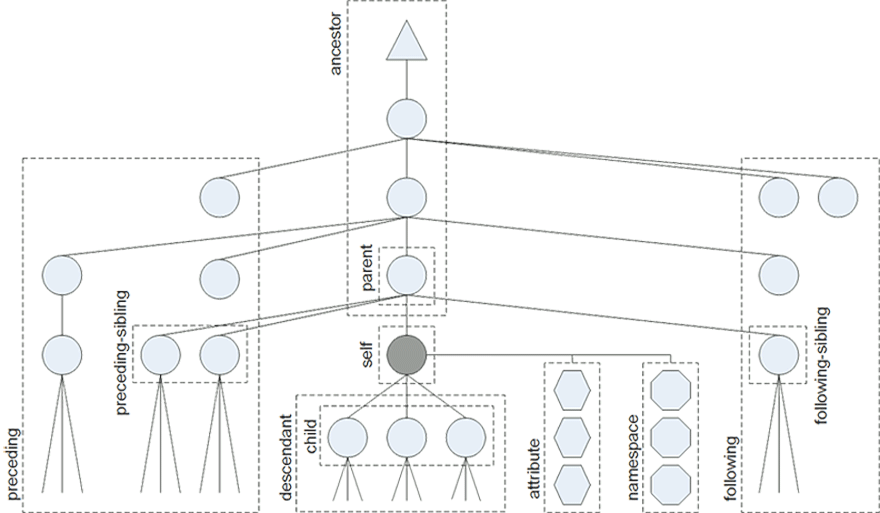 ancestor
parent
preceding-sibling
self
following-sibling
preceding
descendant
child
attribute
namespace
following